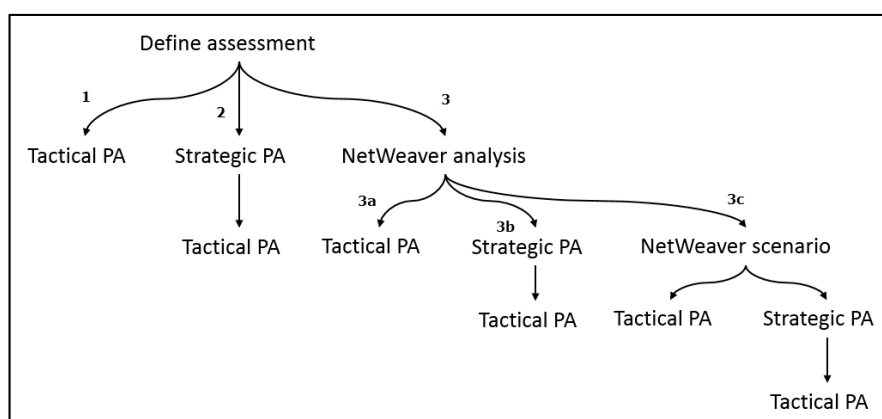 Define assessment
1
2
3
Tactical PA
Strategic PA
NetWeaver analysis
3a
3b
3c
Tactical PA
Tactical PA
Strategic PA
NetWeaver scenario
Tactical PA
Tactical PA
Strategic PA
Tactical PA